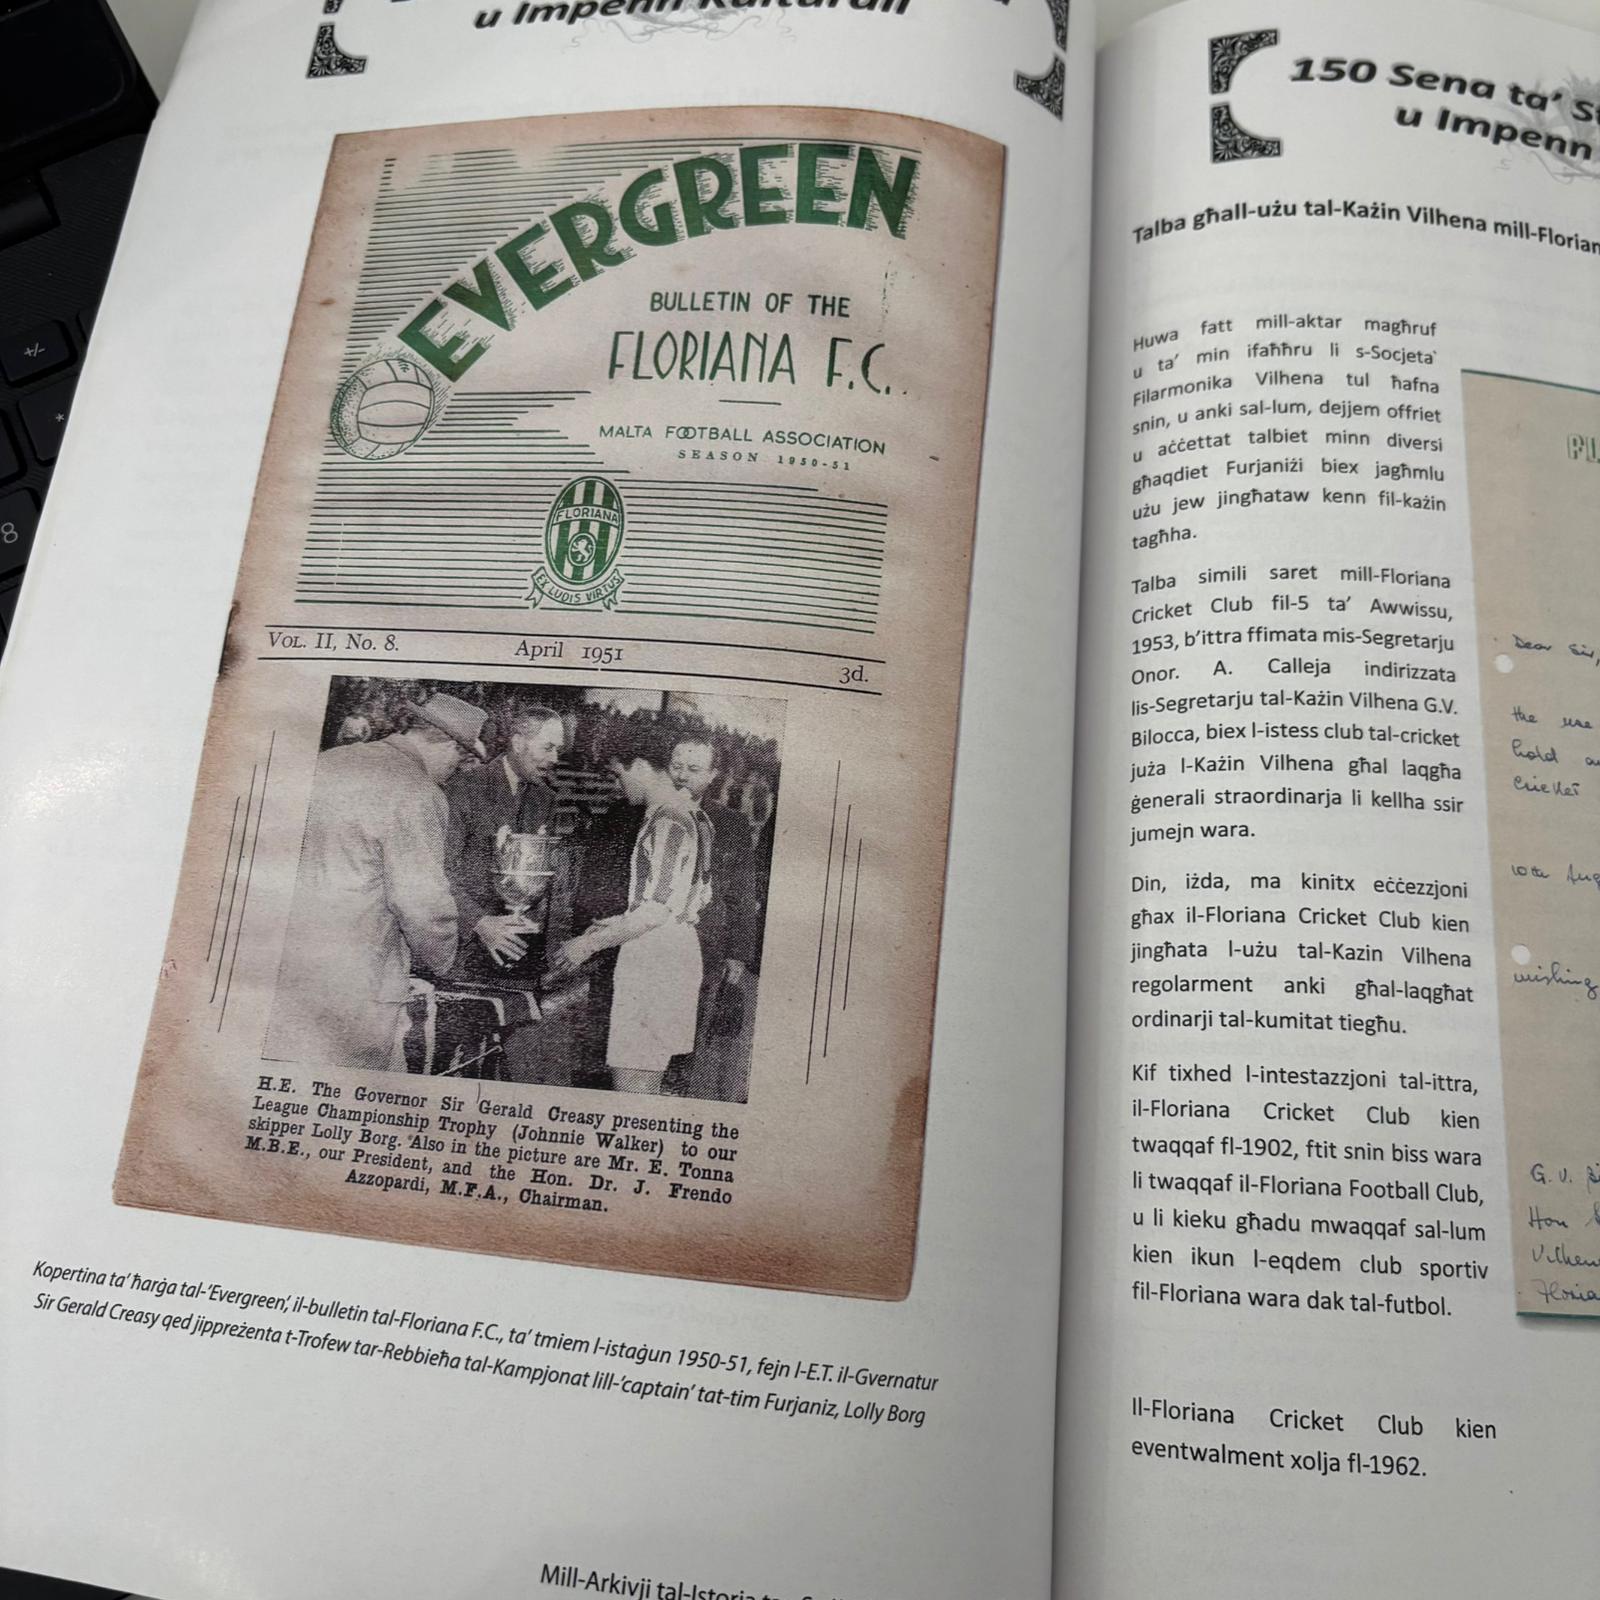 u Impenn Kulturali
EVERGREEN
BULLETIN OF THE
FLORIANA F.C.
MALTA FOOTBALL ASSOCIATION
SEASON 1950-51
FLORIANA
EX LUDIS VIRTUS
VOL. II, No. 8. April 1951 3d.
H.E. The Governor Sir Gerald Creasy presenting the
League Championship Trophy (Johnnie Walker) to our
skipper Lolly Borg. Also in the picture are Mr. E. Tonna
M.B.E., our President, and the Hon. Dr. J. Frendo
Azzopardi, M.F.A., Chairman.
Kopertina ta' ħarġa tal-'Evergreen', il-bulletin tal-Floriana F.C., ta' tmiem l-istaġun 1950-51, fejn l-E.T. il-Gvernatur
Sir Gerald Creasy qed jippreżenta t-Trofew tar-Rebbieħa tal-Kampjonat lill-'captain' tat-tim Furjaniz, Lolly Borg
Mill-Arkivji tal-Istorja
150 Sena ta'
u Impenn
Talba għall-użu tal-Każin Vilhena mill-Florian
Huwa fatt mill-aktar magħruf
u ta' min ifaħħru li s-Socjeta`
Filarmonika Vilhena tul ħafna
snin, u anki sal-lum, dejjem offriet
u aċċettat talbiet minn diversi
għaqdiet Furjaniżi biex jagħmlu
użu jew jingħataw kenn fil-każin
tagħha.
Talba simili saret mill-Floriana
Cricket Club fil-5 ta' Awwissu,
1953, b'ittra ffimata mis-Segretarju
Onor. A. Calleja indirizzata
lis-Segretarju tal-Każin Vilhena G.V.
Bilocca, biex l-istess club tal-cricket
juża l-Każin Vilhena għal laqgħa
ġenerali straordinarja li kellha ssir
jumejn wara.
Din, iżda, ma kinitx eċċezzjoni
għax il-Floriana Cricket Club kien
jingħata l-użu tal-Kazin Vilhena
regolarment anki għal-laqgħat
ordinarji tal-kumitat tiegħu.
Kif tixhed l-intestazzjoni tal-ittra,
il-Floriana Cricket Club kien
twaqqaf fl-1902, ftit snin biss wara
li twaqqaf il-Floriana Football Club,
u li kieku għadu mwaqqaf sal-lum
kien ikun l-eqdem club sportiv
fil-Floriana wara dak tal-futbol.
Il-Floriana Cricket Club kien
eventwalment xolja fl-1962.
Dear Sir,
the use
hold
Cricket
10th Aug
wishing
G. V.
Hon
+/-
*
8